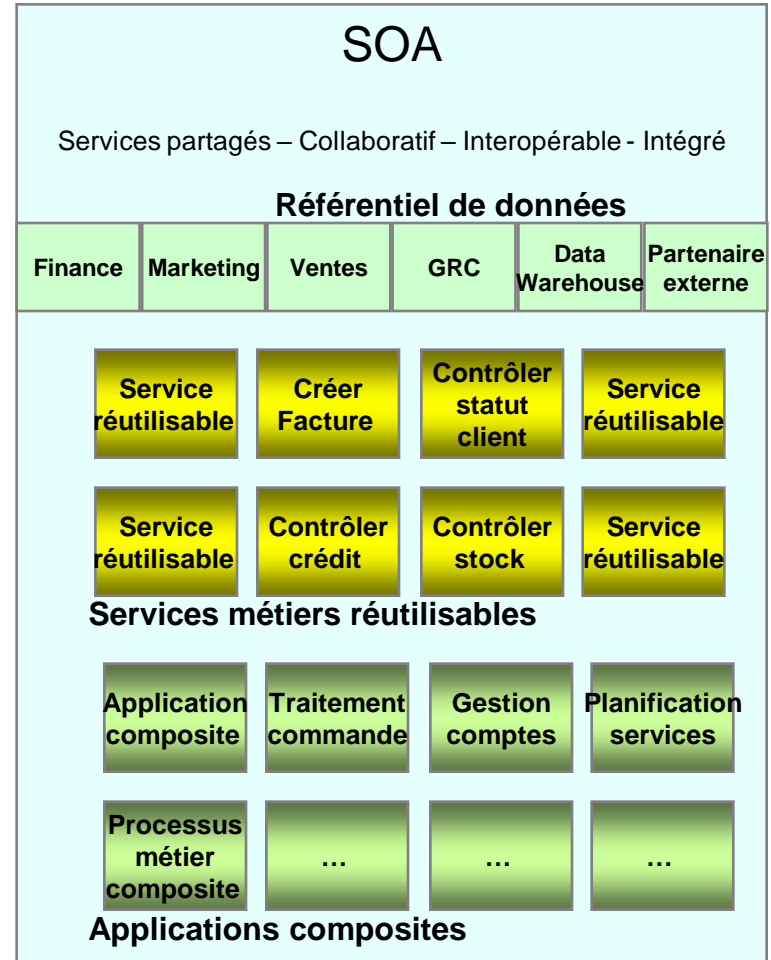 SOA
Services partagés – Collaboratif – Interopérable - Intégré
Référentiel de données
Finance
Marketing
Ventes
GRC
Data
Warehouse
Partenaire
externe
Service
réutilisable
Créer
Facture
Contrôler
statut
client
Service
réutilisable
Service
réutilisable
Contrôler
crédit
Contrôler
stock
Service
réutilisable
Services métiers réutilisables
Application
composite
Traitement
commande
Gestion
comptes
Planification
services
Processus
métier
composite
…
…
…
Applications composites